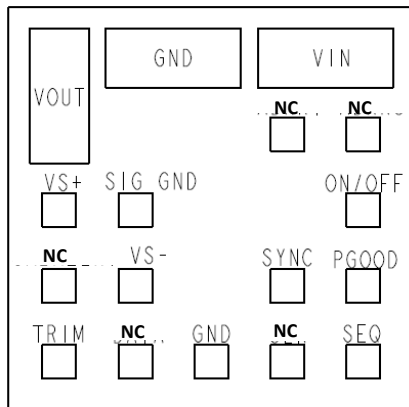 GND VIN
VOUT
NC NC
VS+ SIG GND ON/OFF
NC VS- SYNC PGOOD
TRIM NC GND NC SEQ